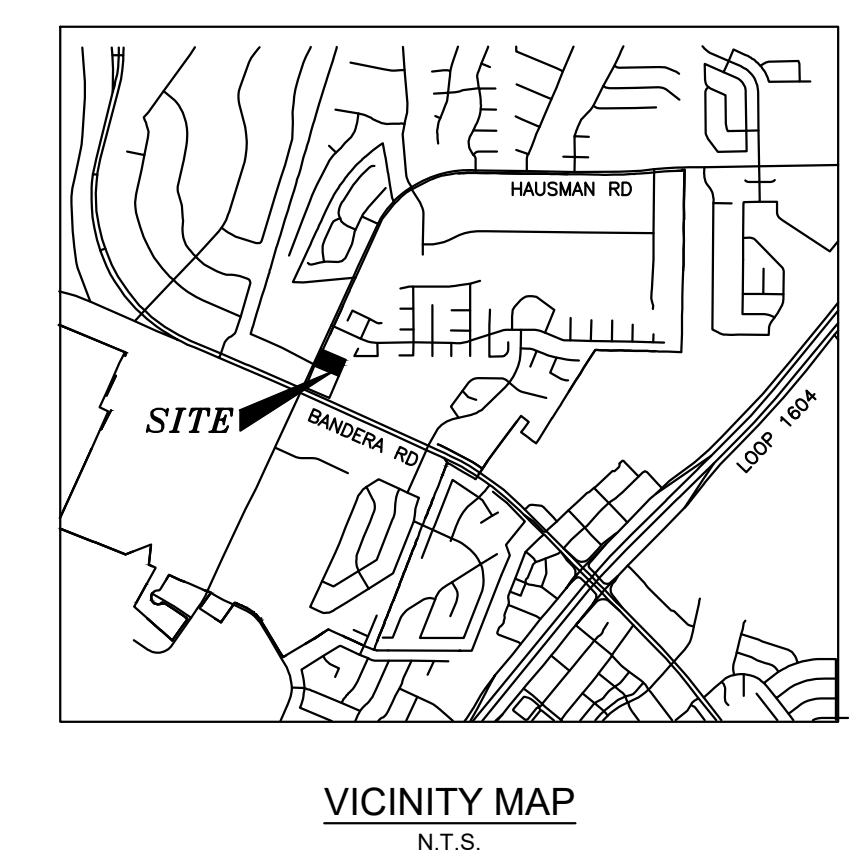 HAUSMAN RD
SITE
BANDERA RD
LOOP 1604
VICINITY MAP
N.T.S.